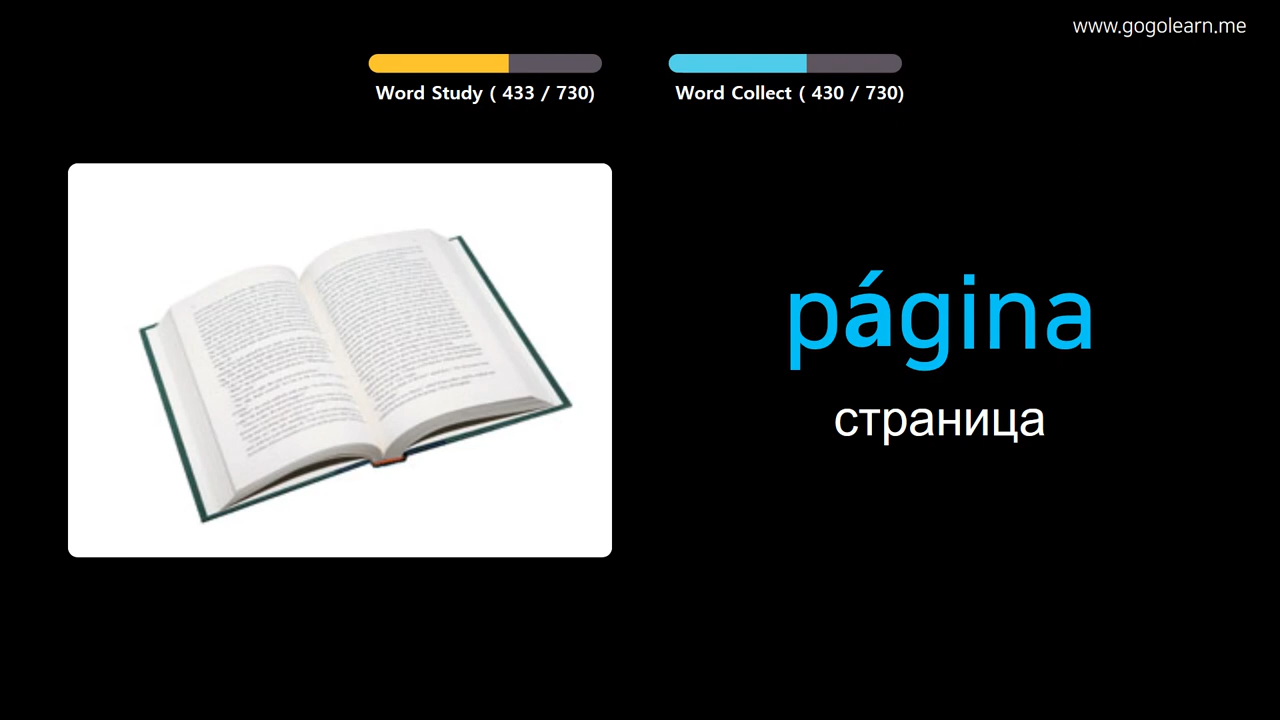 www.gogolearn.me
Word Study ( 433 / 730)
Word Collect ( 430 / 730)
página
страница